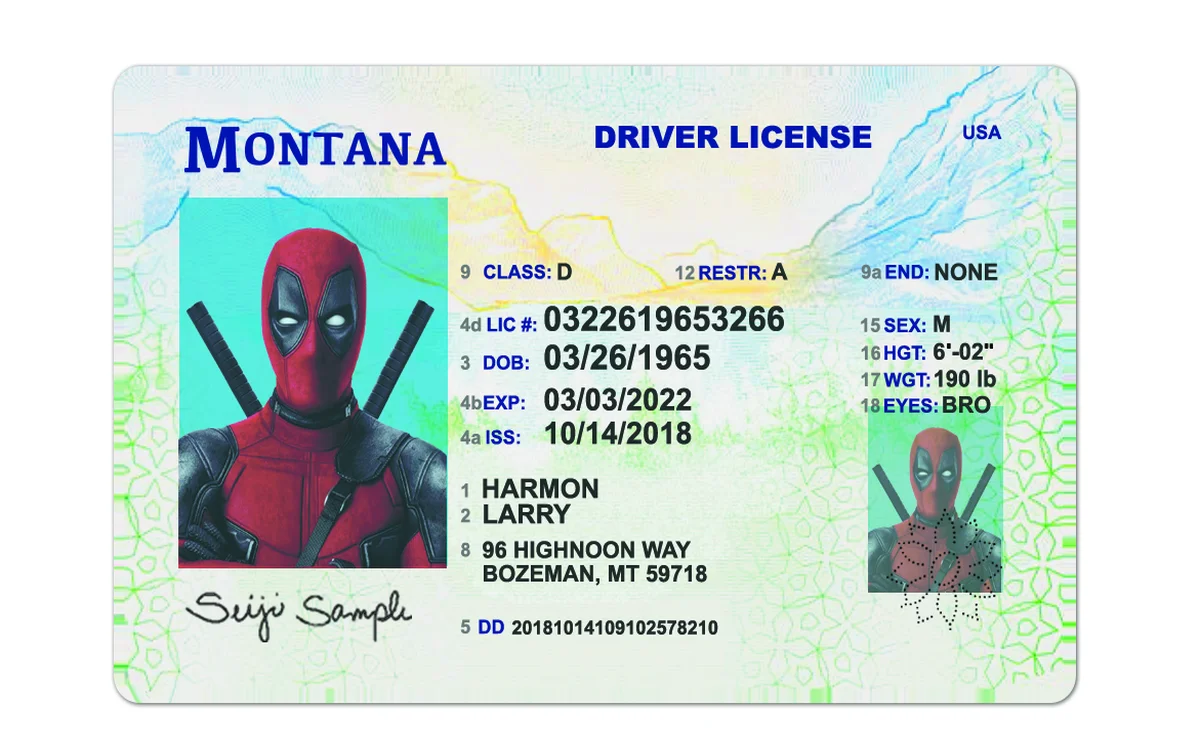 MONTANA
DRIVER LICENSE
USA
9 CLASS: D 12 RESTR: A 9a END: NONE
4d LIC #: 0322619653266
3 DOB: 03/26/1965
4b EXP: 03/03/2022
4a ISS: 10/14/2018
15 SEX: M
16 HGT: 6'-02"
17 WGT: 190 lb
18 EYES: BRO
1 HARMON
2 LARRY
8 96 HIGHNOON WAY
BOZEMAN, MT 59718
Seiji Sample
5 DD 20181014109102578210